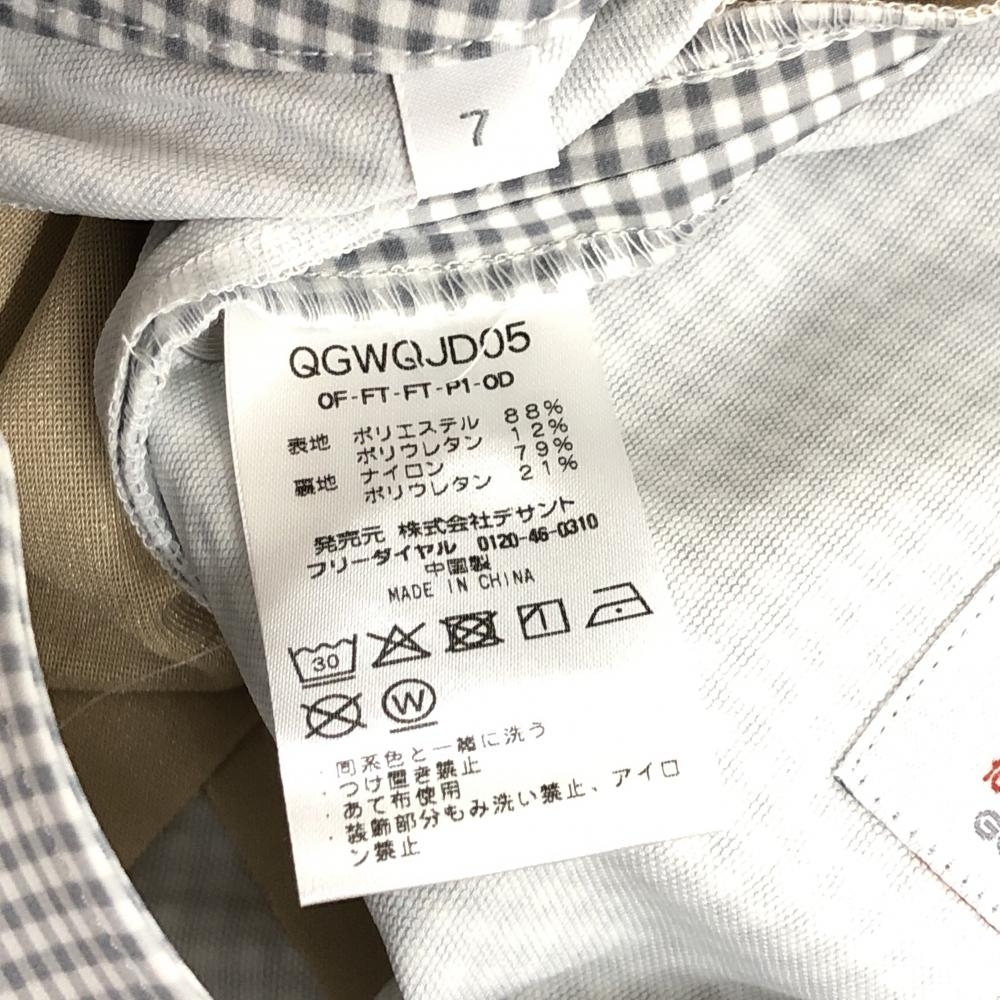 7
QGWQJD05
OF-FT-FT-P1-OD
表地 ポリエステル 88%
ポリウレタン 12%
裏地 ナイロン 79%
ポリウレタン 21%
発売元 株式会社デサント
フリーダイヤル 0120-46-0310
中国製
MADE IN CHINA
30
W
・同系色と一緒に洗う
・つけ置き禁止
・あて布使用
・装飾部分もみ洗い禁止、アイロ
ン禁止